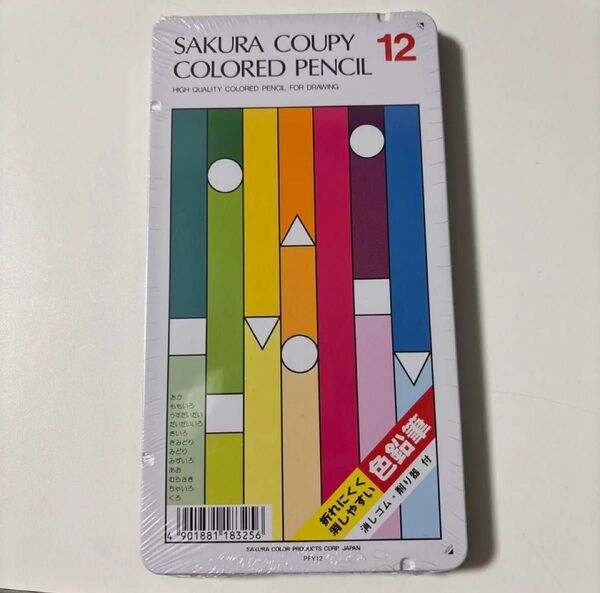 SAKURA COUPY 12
COLORED PENCIL
HIGH QUALITY COLORED PENCIL FOR DRAWING
あか
ももいろ
うすだいだい
だいだいいろ
きいろ
きみどり
みどり
みずいろ
あお
むらさき
ちゃいろ
くろ
折れにくく
消しやすい
色鉛筆
消しゴム・削り器 付
4 901881 183256
SAKURA COLOR PRODUCTS CORP. JAPAN
PFY12